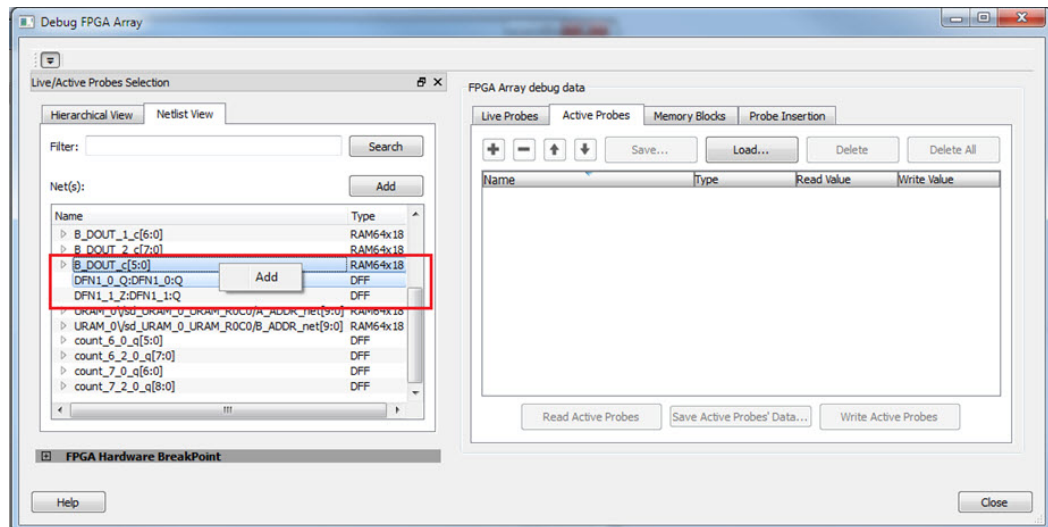 Debug FPGA Array
Live/Active Probes Selection
Hierarchical View Netlist View
Filter: Search
Net(s): Add
Name Type
B_DOUT_1_c[6:0] RAM64x18
B_DOUT_2_c[7:0] RAM64x18
B_DOUT_c[5:0] RAM64x18
DFN1_0_Q:DFN1_0:Q DFF
Add
DFN1_1_Z:DFN1_1:Q DFF
URAM_0\/sd_URAM_0_URAM_R0C0/A_ADDR_net[9:0] RAM64x18
URAM_0\/sd_URAM_0_URAM_R0C0/B_ADDR_net[9:0] RAM64x18
count_6_0_q[5:0] DFF
count_6_2_0_q[7:0] DFF
count_7_0_q[6:0] DFF
count_7_2_0_q[8:0] DFF
FPGA Hardware BreakPoint
FPGA Array debug data
Live Probes Active Probes Memory Blocks Probe Insertion
Save... Load... Delete Delete All
Name Type Read Value Write Value
Read Active Probes Save Active Probes' Data... Write Active Probes
Help Close